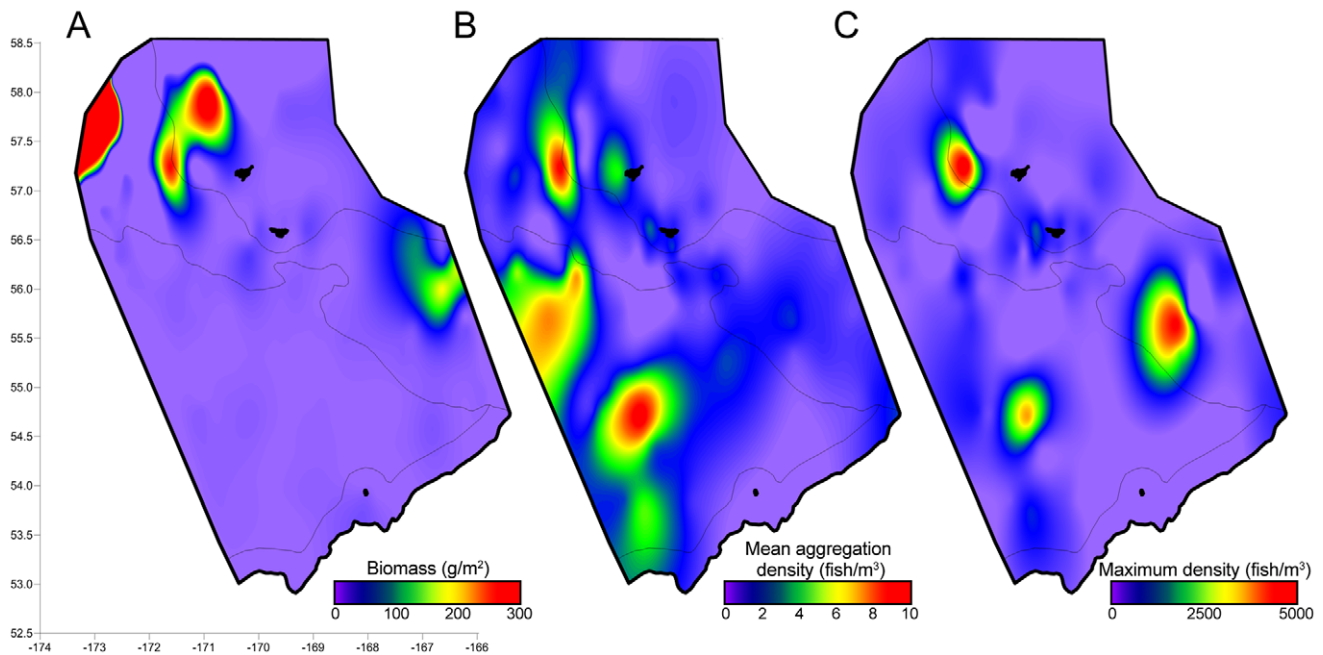 A B C
58.5
58.0
57.5
57.0
56.5
56.0
55.5
55.0
54.5
54.0
53.5
53.0
52.5
-174 -173 -172 -171 -170 -169 -168 -167 -166
Biomass (g/m²)
0 100 200 300
Mean aggregation
density (fish/m³)
0 2 4 6 8 10
Maximum density (fish/m³)
0 2500 5000